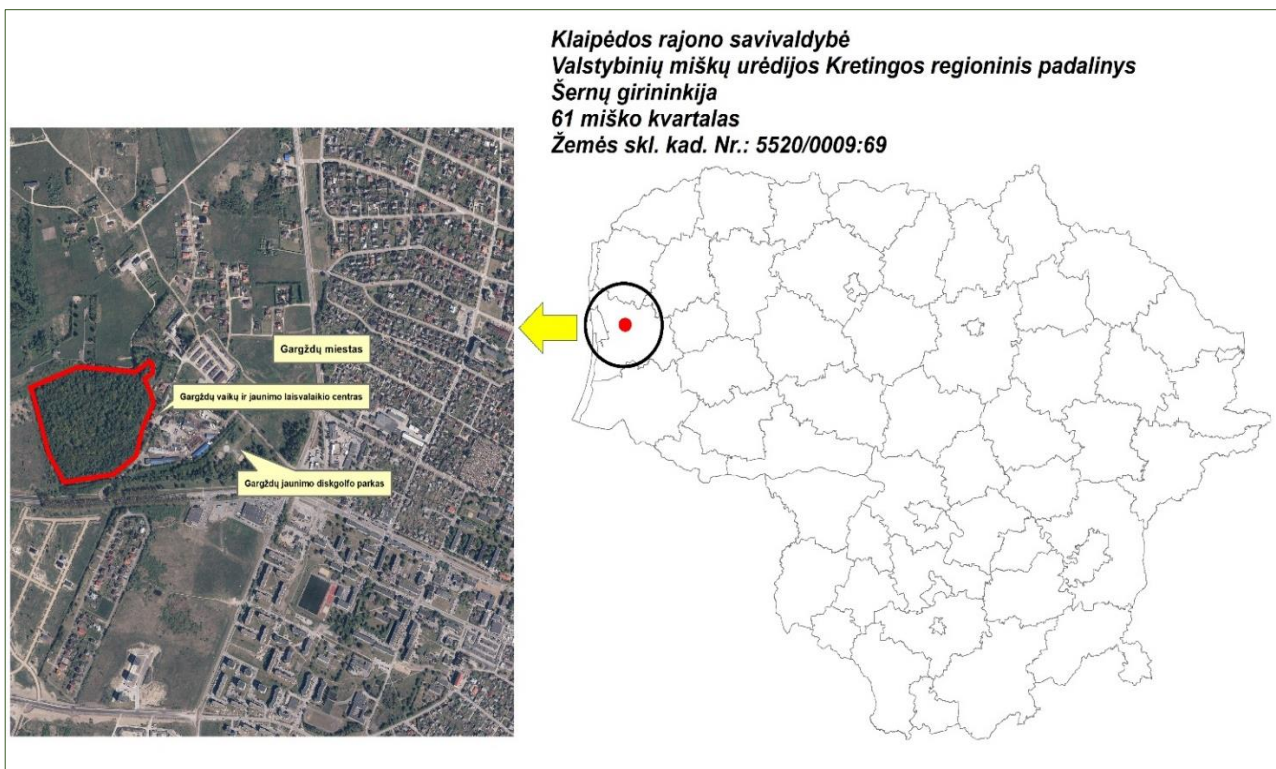 Klaipėdos rajono savivaldybė
Valstybinių miškų urėdijos Kretingos regioninis padalinys
Šernų girininkija
61 miško kvartalas
Žemės skl. kad. Nr.: 5520/0009:69
Gargždų miestas
Gargždų vaikų ir jaunimo laisvalaikio centras
Gargždų jaunimo diskgolfo parkas